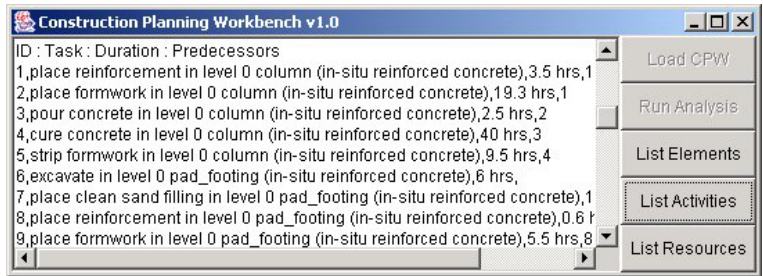 Construction Planning Workbench v1.0
ID : Task : Duration : Predecessors
1,place reinforcement in level 0 column (in-situ reinforced concrete),3.5 hrs,1
2,place formwork in level 0 column (in-situ reinforced concrete),19.3 hrs,1
3,pour concrete in level 0 column (in-situ reinforced concrete),2.5 hrs,2
4,cure concrete in level 0 column (in-situ reinforced concrete),40 hrs,3
5,strip formwork in level 0 column (in-situ reinforced concrete),9.5 hrs,4
6,excavate in level 0 pad_footing (in-situ reinforced concrete),6 hrs,
7,place clean sand filling in level 0 pad_footing (in-situ reinforced concrete),1
8,place reinforcement in level 0 pad_footing (in-situ reinforced concrete),0.6 h
9,place formwork in level 0 pad_footing (in-situ reinforced concrete),5.5 hrs,8
Load CPW
Run Analysis
List Elements
List Activities
List Resources